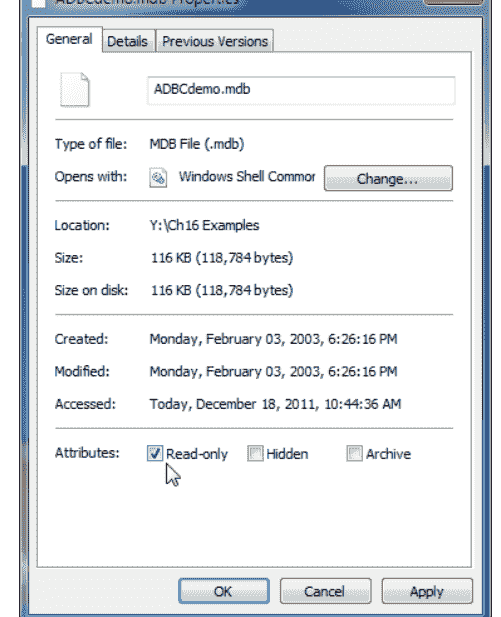 ADBCdemo.mdb Properties
General Details Previous Versions
ADBCdemo.mdb
Type of file: MDB File (.mdb)
Opens with: Windows Shell Commor Change...
Location: Y:\Ch16 Examples
Size: 116 KB (118,784 bytes)
Size on disk: 116 KB (118,784 bytes)
Created: Monday, February 03, 2003, 6:26:16 PM
Modified: Monday, February 03, 2003, 6:26:16 PM
Accessed: Today, December 18, 2011, 10:44:36 AM
Attributes: Read-only Hidden Archive
OK Cancel Apply